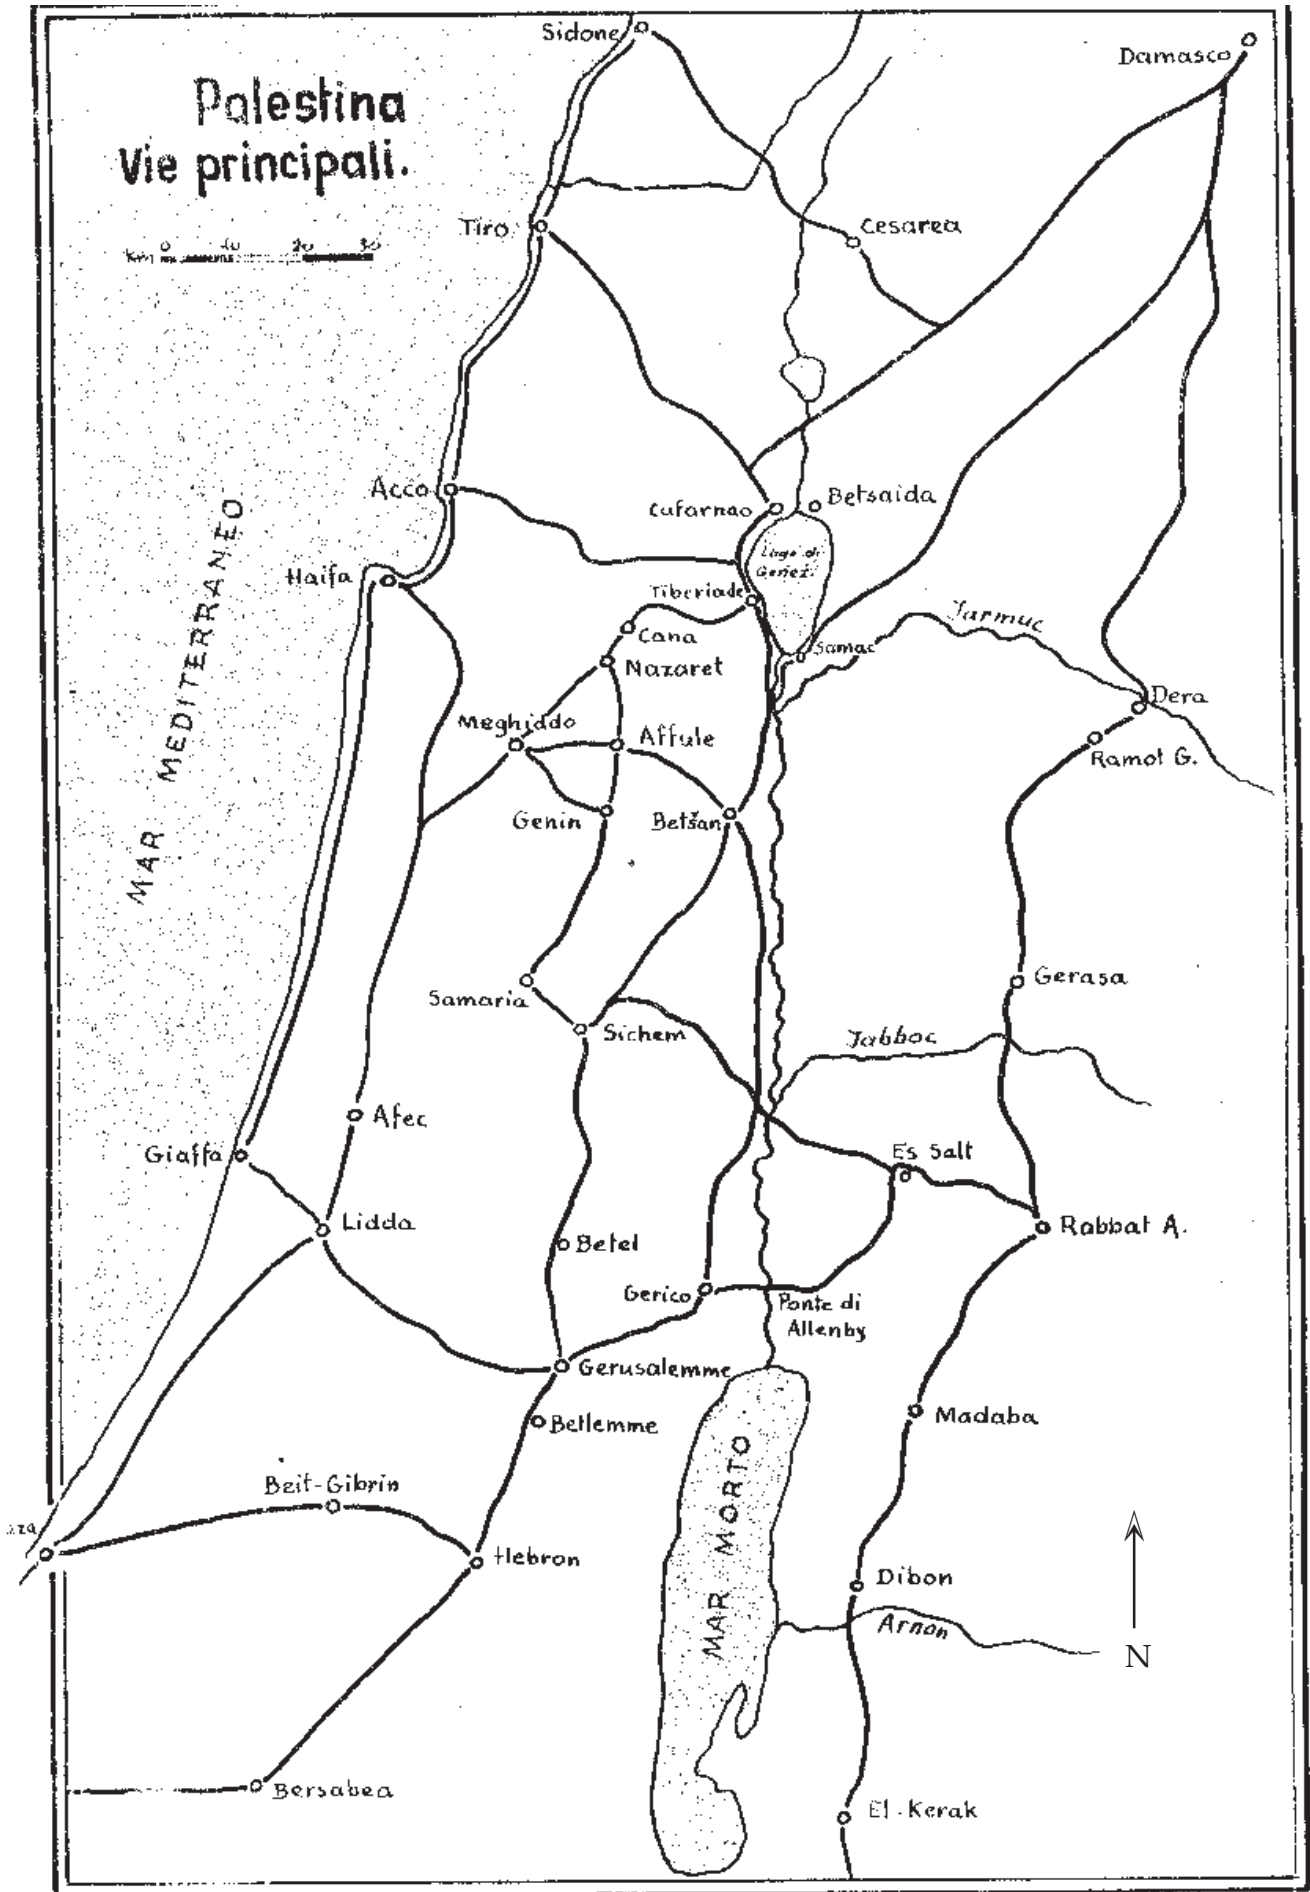 Sidone
Damasco
Palestina
Vie principali.
Tiro
Cesarea
Km 0 10 20 30
Acco
Betsaida
Cafarnao
Lago di
Genez.
Haifa
Tiberiade
Jarmuc
Cana
Samac
Nazaret
Dera
MAR MEDITERRANEO
Meghiddo
Affule
Ramot G.
Genin
Betšan
Gerasa
Samaria
Sichem
Jabboc
Afec
Giaffa
Es Salt
Lidda
Rabbat A.
Betel
Gerico
Ponte di
Allenby
Gerusalemme
Madaba
Betlemme
MAR MORTO
Beit-Gibrin
Hebron
Dibon
Arnon
N
Bersabea
El-Kerak